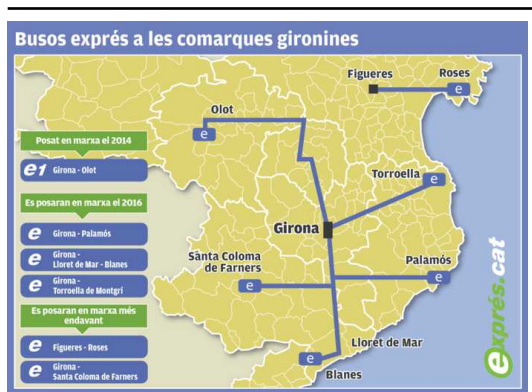 Busos exprés a les comarques gironines
Figueres
Roses
Olot
e
e
Posat en marxa el 2014
e1 Girona - Olot
Torroella
e
Es posaran en marxa el 2016
e Girona - Palamós
Girona
e Girona -
Lloret de Mar - Blanes
Santa Coloma
de Farners
Palamós
e
e
e Girona -
Torroella de Montgrí
Es posaran en marxa més
endavant
e Figueres - Roses
Lloret de Mar
e
e Girona -
Santa Coloma de Farners
Blanes
exprés.cat